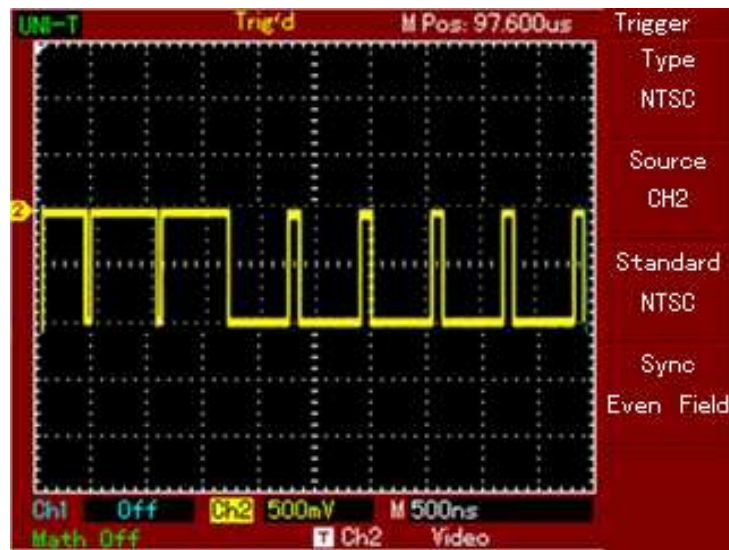 UNI-T Trig'd M Pos: 97.600us Trigger
Type
NTSC
Source
CH2
2
Standard
NTSC
Sync
Even Field
Ch1 Off Ch2 500mV M 500ns
Math Off T Ch2 Video